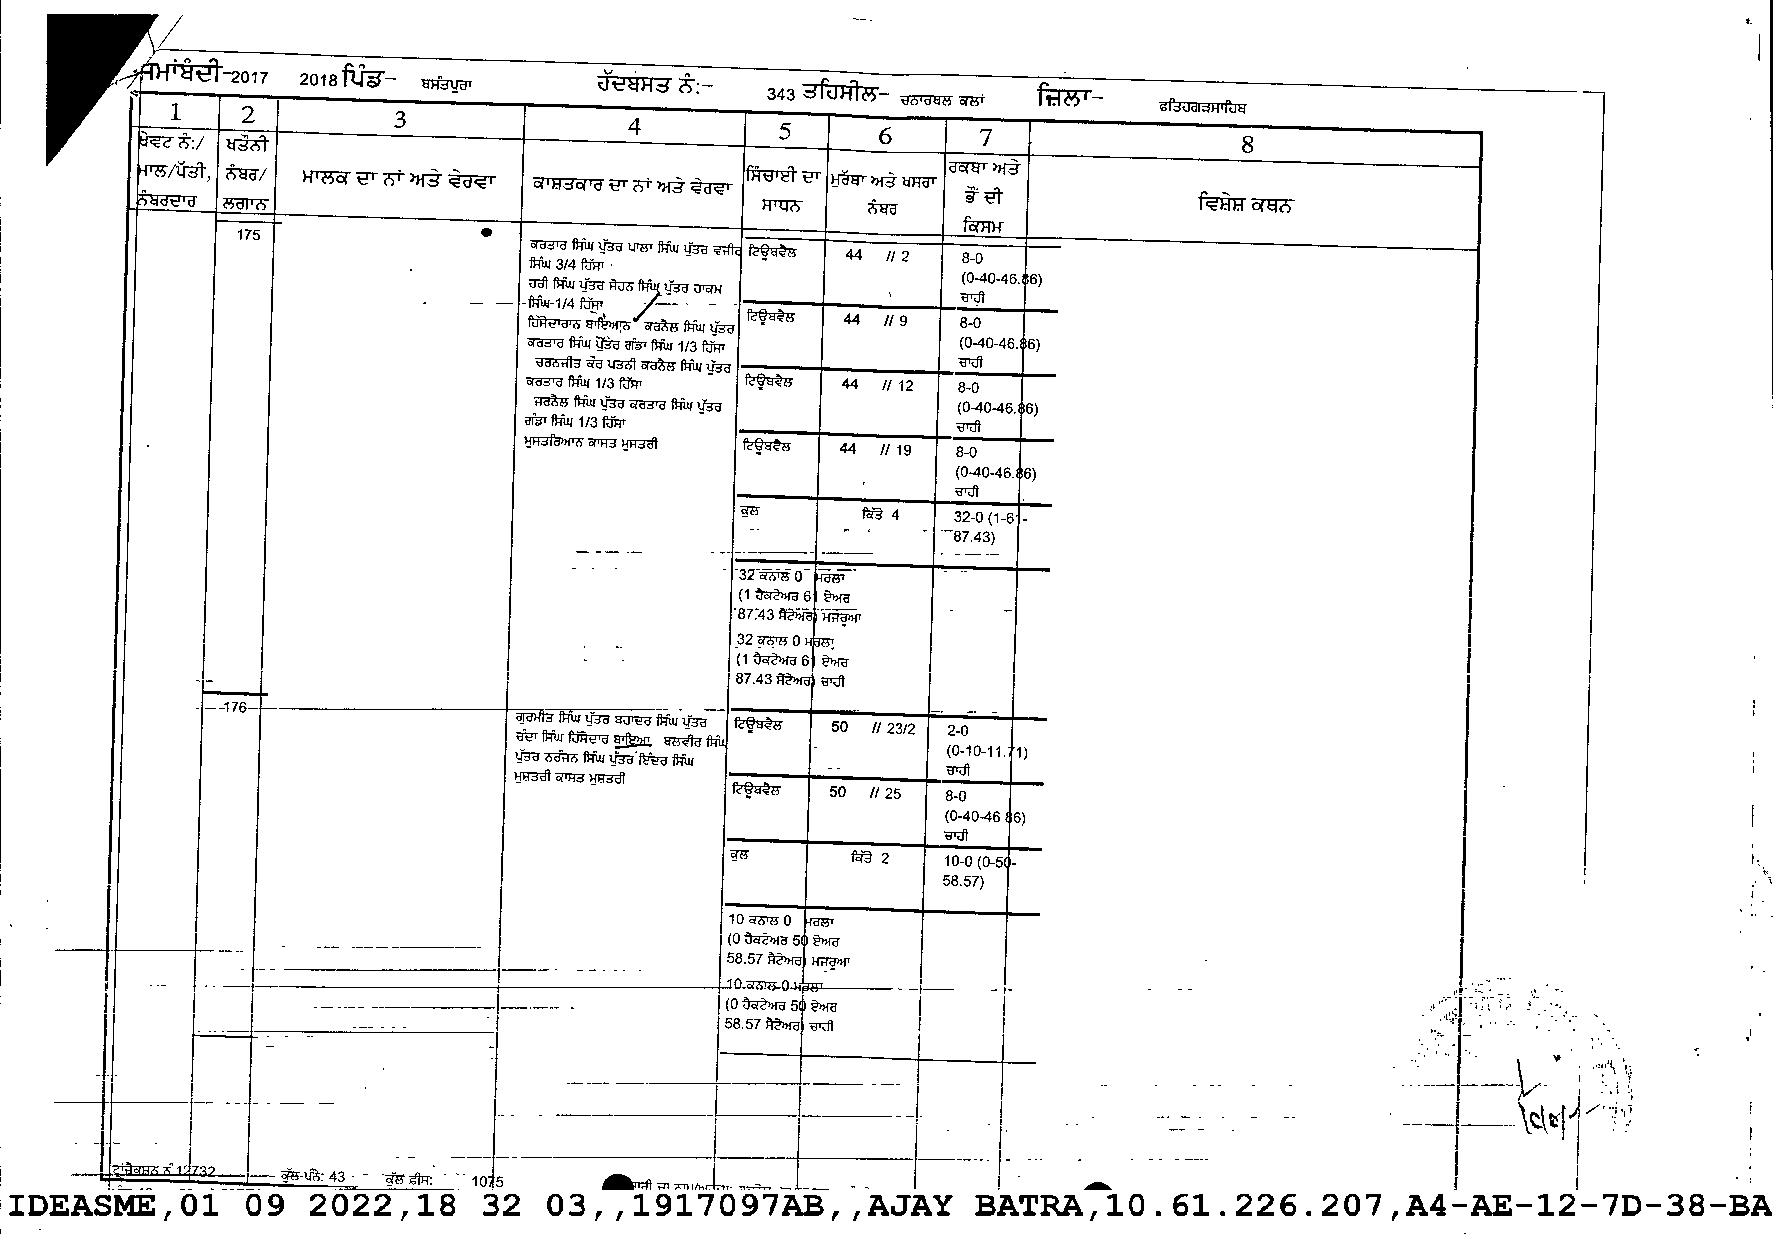 ਜਮਾਂਬੰਦੀ-2017 2018 ਪਿੰਡ- ਬਸੰਤਪੁਰਾ ਹੱਦਬਸਤ ਨੰ:- 343 ਤਹਿਸੀਲ- ਚਨਾਰਥਲ ਕਲਾਂ ਜ਼ਿਲਾ- ਫਤਿਹਗੜਸਾਹਿਬ
1 2 3 4 5 6 7 8
ਖੇਵਟ ਨੰ:/
ਮਾਲ/ਪੱਤੀ,
ਨੰਬਰਦਾਰ
ਖਤੌਨੀ
ਨੰਬਰ/
ਲਗਾਨ
ਮਾਲਕ ਦਾ ਨਾਂ ਅਤੇ ਵੇਰਵਾ
ਕਾਸ਼ਤਕਾਰ ਦਾ ਨਾਂ ਅਤੇ ਵੇਰਵਾ
ਸਿੰਚਾਈ ਦਾ
ਸਾਧਨ
ਮੁਰੱਬਾ ਅਤੇ ਖਸਰਾ
ਨੰਬਰ
ਰਕਬਾ ਅਤੇ
ਭੌਂ ਦੀ
ਕਿਸਮ
ਵਿਸ਼ੇਸ਼ ਕਥਨ
175
ਕਰਤਾਰ ਸਿੰਘ ਪੁੱਤਰ ਪਾਲਾ ਸਿੰਘ ਪੁੱਤਰ ਵਜੀਰ
ਸਿੰਘ 3/4 ਹਿੱਸਾ
ਹਰੀ ਸਿੰਘ ਪੁੱਤਰ ਸੋਹਨ ਸਿੰਘ ਪੁੱਤਰ ਹਾਕਮ
ਸਿੰਘ-1/4 ਹਿੱਸਾ
ਹਿੱਸੇਦਾਰਾਨ ਬਾਇਆਨ ਕਰਨੈਲ ਸਿੰਘ ਪੁੱਤਰ
ਕਰਤਾਰ ਸਿੰਘ ਪੁੱਤਰ ਗੰਡਾ ਸਿੰਘ 1/3 ਹਿੱਸਾ
ਚਰਨਜੀਤ ਕੌਰ ਪਤਨੀ ਕਰਨੈਲ ਸਿੰਘ ਪੁੱਤਰ
ਕਰਤਾਰ ਸਿੰਘ 1/3 ਹਿੱਸਾ
ਜਰਨੈਲ ਸਿੰਘ ਪੁੱਤਰ ਕਰਤਾਰ ਸਿੰਘ ਪੁੱਤਰ
ਗੰਡਾ ਸਿੰਘ 1/3 ਹਿੱਸਾ
ਮੁਸਤਰਿਆਨ ਕਾਸਤ ਮੁਸਤਰੀ
ਟਿਊਬਵੈਲ 44 // 2 8-0
(0-40-46.86)
ਚਾਹੀ
ਟਿਊਬਵੈਲ 44 // 9 8-0
(0-40-46.86)
ਚਾਹੀ
ਟਿਊਬਵੈਲ 44 // 12 8-0
(0-40-46.86)
ਚਾਹੀ
ਟਿਊਬਵੈਲ 44 // 19 8-0
(0-40-46.86)
ਚਾਹੀ
ਕੁਲ ਕਿੱਤੇ 4 32-0 (1-61-
87.43)
32 ਕਨਾਲ 0 ਮਰਲਾ
(1 ਹੈਕਟੇਅਰ 61 ਏਅਰ
87.43 ਸੈਂਟੇਅਰ) ਮਜਰੂਆ
32 ਕਨਾਲ 0 ਮਰਲਾ
(1 ਹੈਕਟੇਅਰ 61 ਏਅਰ
87.43 ਸੈਂਟੇਅਰ) ਚਾਹੀ
176
ਗੁਰਮੀਤ ਸਿੰਘ ਪੁੱਤਰ ਬਹਾਦਰ ਸਿੰਘ ਪੁੱਤਰ
ਚੰਦਾ ਸਿੰਘ ਹਿੱਸੇਦਾਰ ਬਾਇਆ ਬਲਵੀਰ ਸਿੰਘ
ਪੁੱਤਰ ਨਰੰਜਨ ਸਿੰਘ ਪੁੱਤਰ ਇੰਦਰ ਸਿੰਘ
ਮੁਸ਼ਤਰੀ ਕਾਸਤ ਮੁਸ਼ਤਰੀ
ਟਿਊਬਵੈਲ 50 // 23/2 2-0
(0-10-11.71)
ਚਾਹੀ
ਟਿਊਬਵੈਲ 50 // 25 8-0
(0-40-46.86)
ਚਾਹੀ
ਕੁਲ ਕਿੱਤੇ 2 10-0 (0-50-
58.57)
10 ਕਨਾਲ 0 ਮਰਲਾ
(0 ਹੈਕਟੇਅਰ 50 ਏਅਰ
58.57 ਸੈਂਟੇਅਰ) ਮਜਰੂਆ
10 ਕਨਾਲ 0 ਮਰਲਾ
(0 ਹੈਕਟੇਅਰ 50 ਏਅਰ
58.57 ਸੈਂਟੇਅਰ) ਚਾਹੀ
ਟ੍ਰਾਂਜੈਕਸ਼ਨ ਨੰ 12732 ਕੁੱਲ ਪੰਨੇ: 43 ਕੁੱਲ ਫ਼ੀਸ: 1075
IDEASME,01 09 2022,18 32 03,,1917097AB,,AJAY BATRA,10.61.226.207,A4-AE-12-7D-38-BA